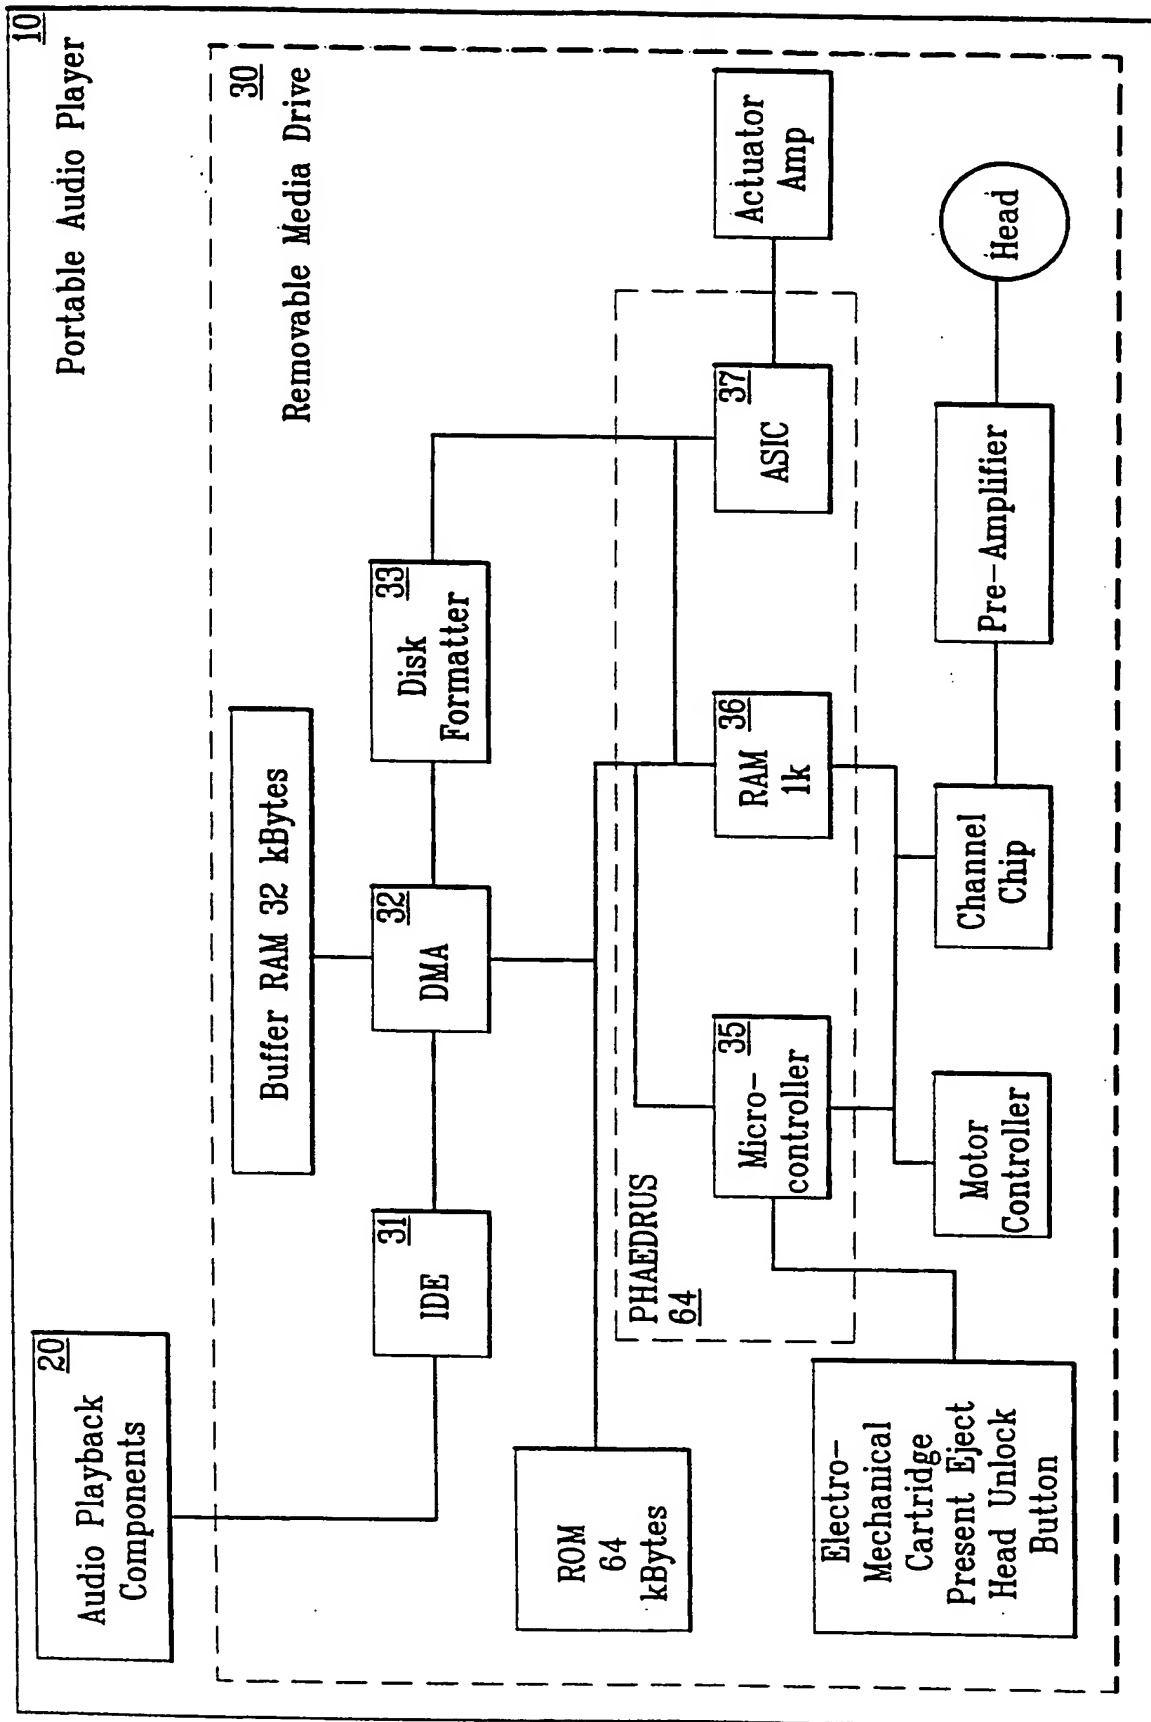 10
Portable Audio Player
20
Audio Playback
Components
30
Removable Media Drive
Buffer RAM 32 kBytes
31
IDE
32
DMA
33
Disk
Formatter
ROM
64
kBytes
PHAEDRUS
64
35
Micro-
controller
36
RAM
1k
37
ASIC
Actuator
Amp
Electro-
Mechanical
Cartridge
Present Eject
Head Unlock
Button
Motor
Controller
Channel
Chip
Pre-Amplifier
Head